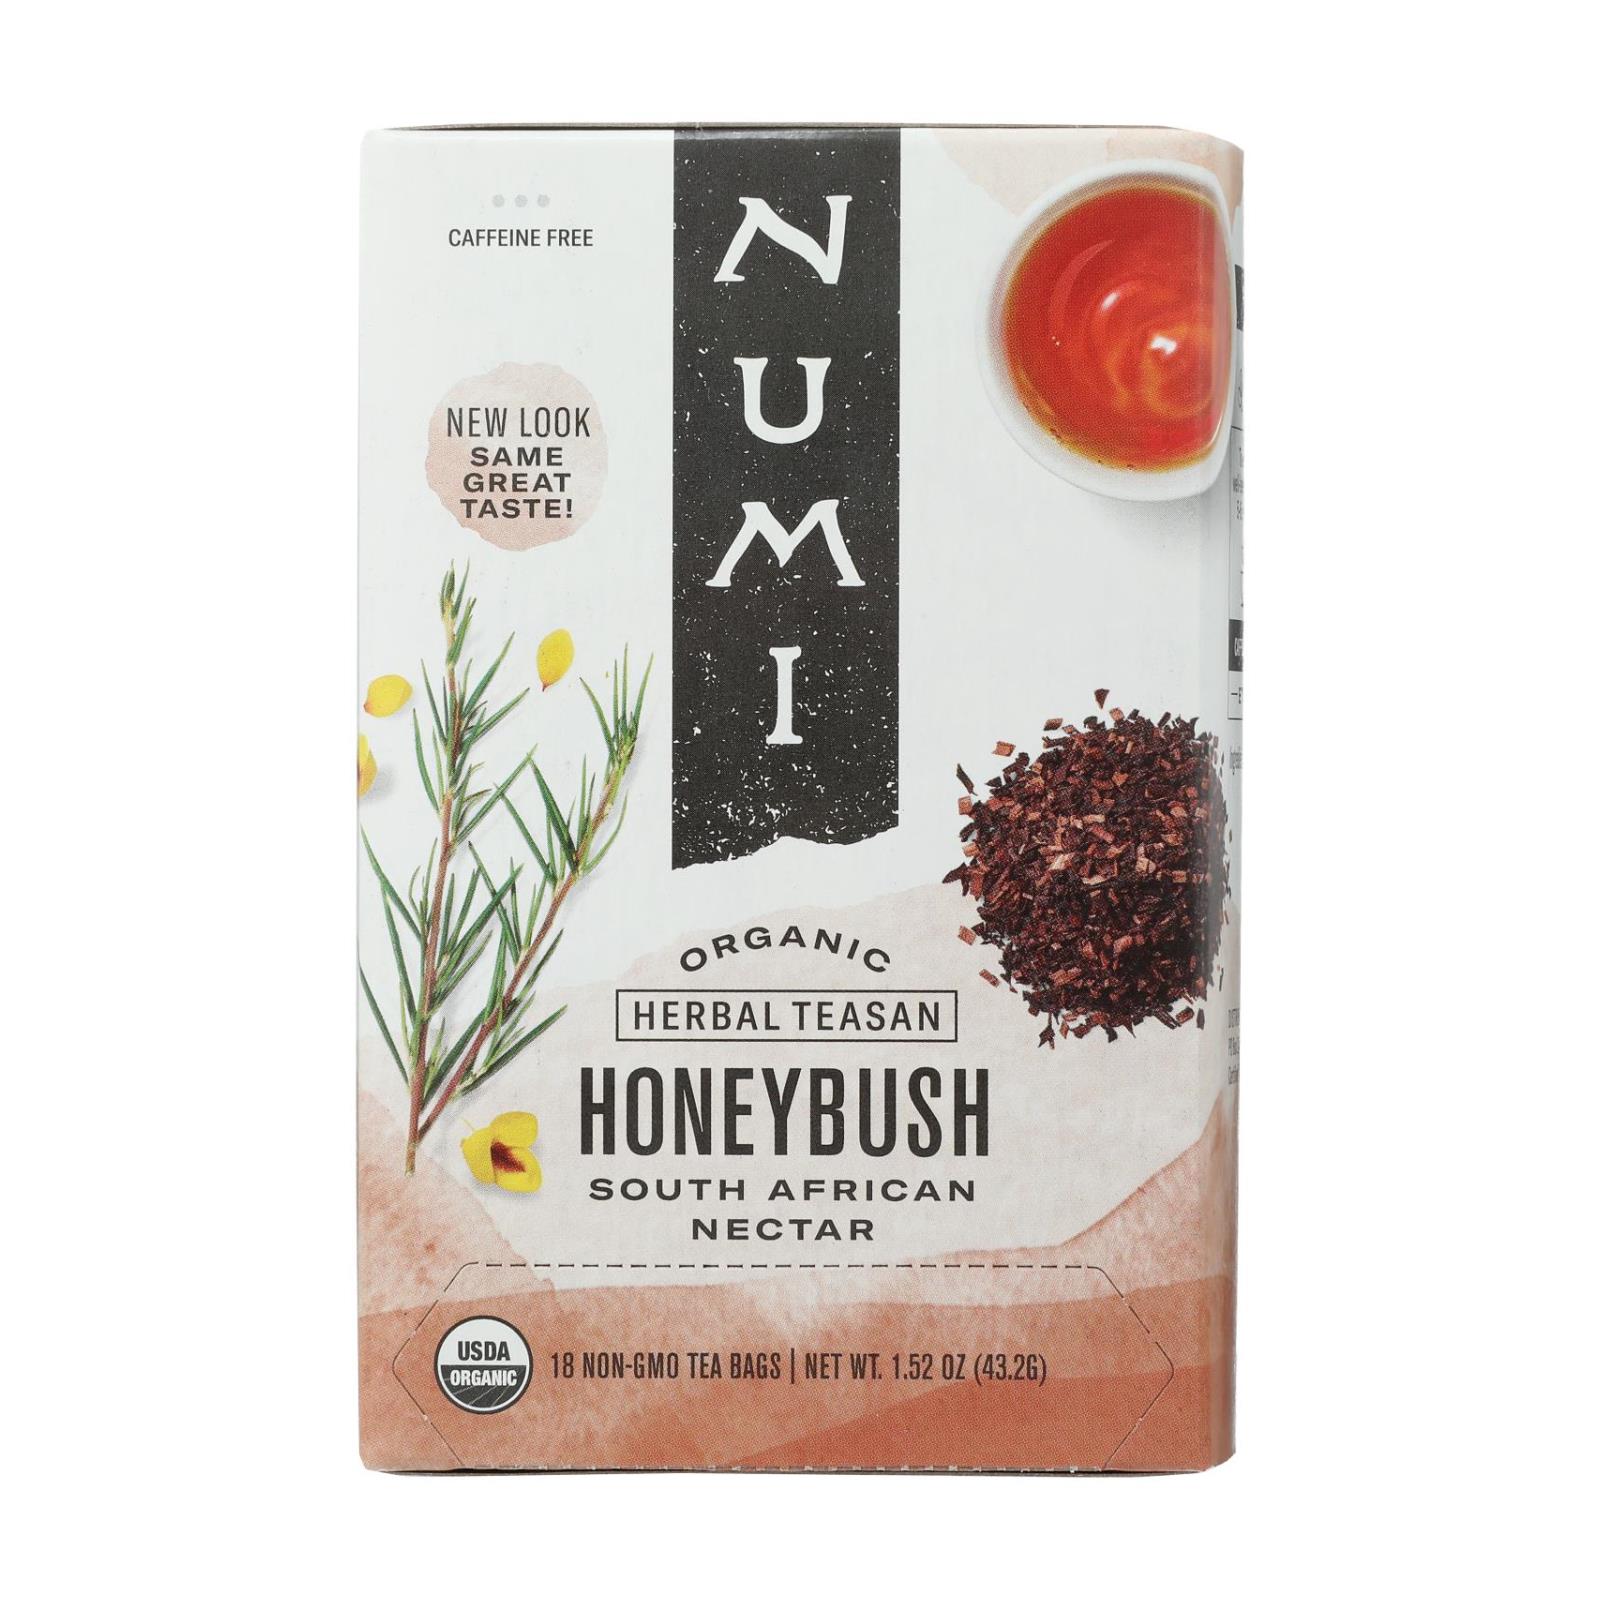 CAFFEINE FREE
NUMI
NEW LOOK
SAME
GREAT
TASTE!
ORGANIC
HERBAL TEASAN
HONEYBUSH
SOUTH AFRICAN
NECTAR
USDA
ORGANIC
18 NON-GMO TEA BAGS | NET WT. 1.52 OZ (43.2G)